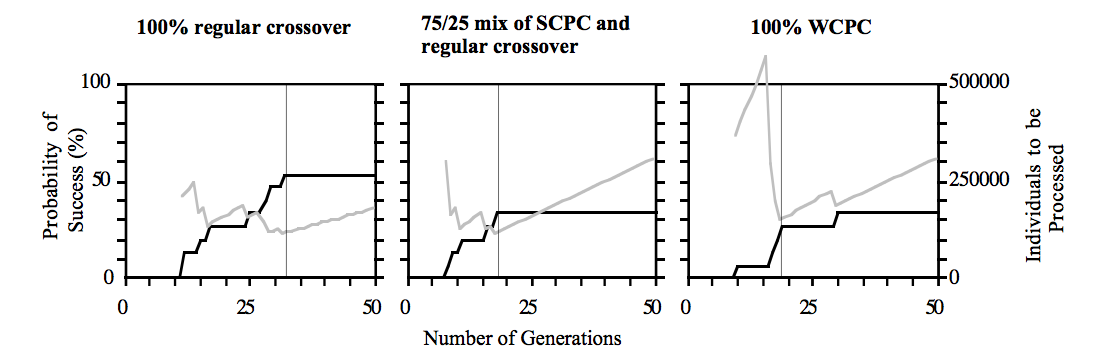 100% regular crossover
75/25 mix of SCPC and
regular crossover
100% WCPC
Probability of
Success (%)
100
50
0
500000
250000
0
Individuals to be
Processed
0 25 50
0 25 50
0 25 50
Number of Generations